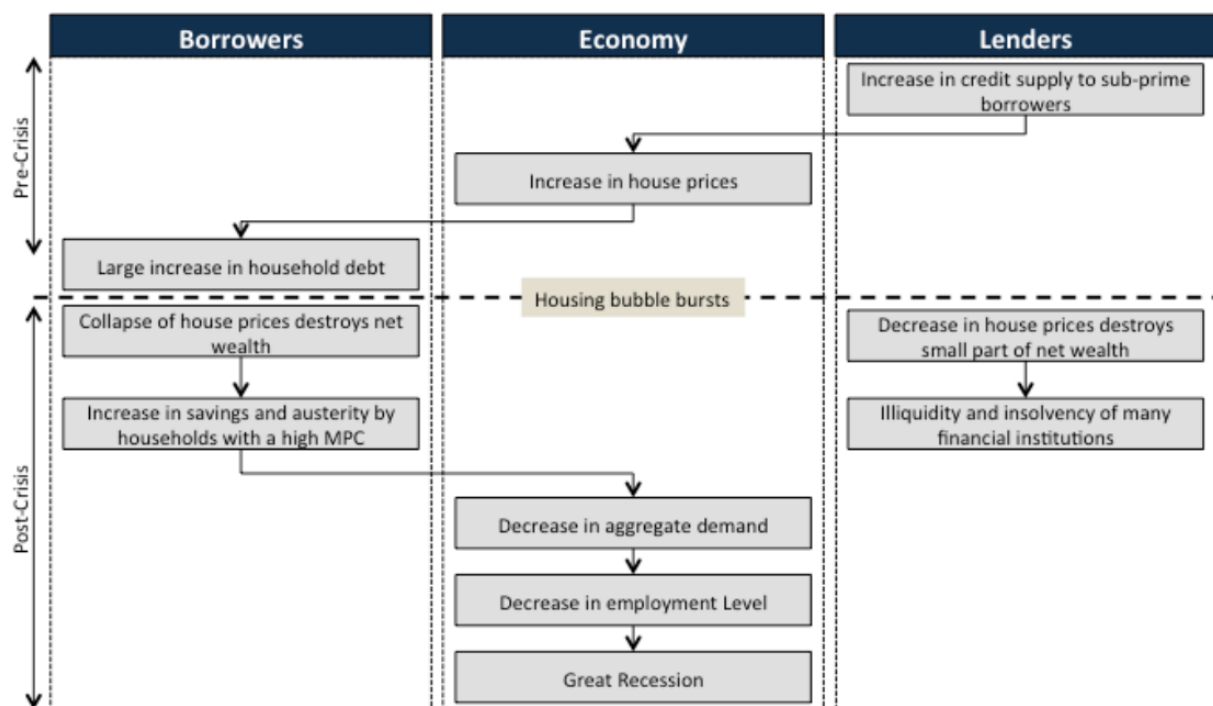 Borrowers
Economy
Lenders
Pre-Crisis
Increase in credit supply to sub-prime
borrowers
Increase in house prices
Large increase in household debt
Housing bubble bursts
Post-Crisis
Collapse of house prices destroys net
wealth
Decrease in house prices destroys
small part of net wealth
Increase in savings and austerity by
households with a high MPC
Illiquidity and insolvency of many
financial institutions
Decrease in aggregate demand
Decrease in employment Level
Great Recession